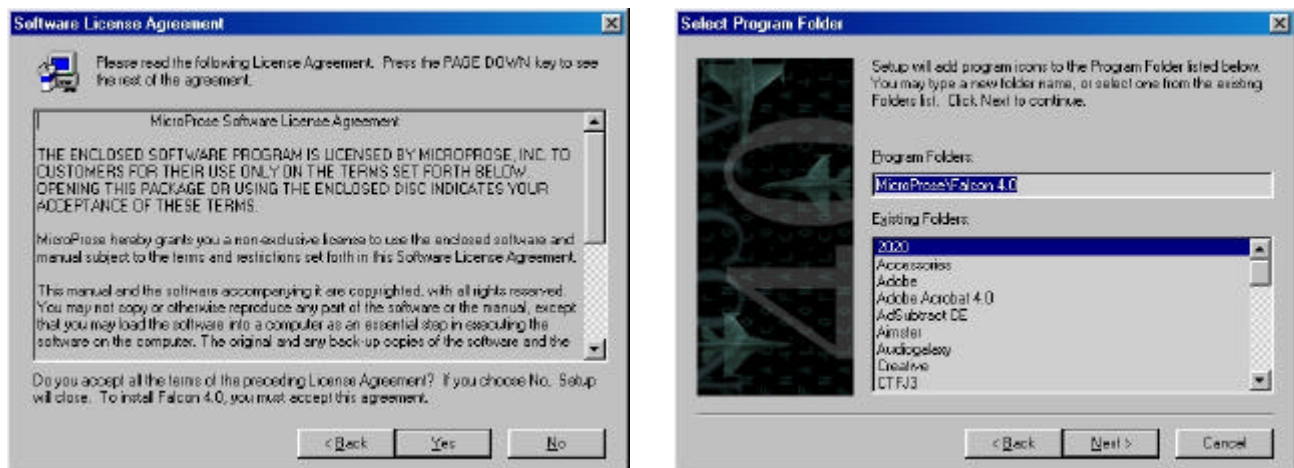 Software License Agreement
Please read the following License Agreement. Press the PAGE DOWN key to see
the rest of the agreement.
MicroProse Software License Agreement
THE ENCLOSED SOFTWARE PROGRAM IS LICENSED BY MICROPROSE, INC. TO
CUSTOMERS FOR THEIR USE ONLY ON THE TERMS SET FORTH BELOW.
OPENING THIS PACKAGE OR USING THE ENCLOSED DISC INDICATES YOUR
ACCEPTANCE OF THESE TERMS.
MicroProse hereby grants you a non-exclusive license to use the enclosed software and
manual subject to the terms and restrictions set forth in this Software License Agreement.
This manual and the software accompanying it are copyrighted, with all rights reserved.
You may not copy or otherwise reproduce any part of the software or the manual, except
that you may load the software into a computer as an essential step in executing the
software on the computer. The original and any back-up copies of the software and the
Do you accept all the terms of the preceding License Agreement? If you choose No, Setup
will close. To install Falcon 4.0, you must accept this agreement.
< Back
Yes
No
Select Program Folder
4.0
Setup will add program icons to the Program Folder listed below.
You may type a new folder name, or select one from the existing
Folders list. Click Next to continue.
Program Folders:
MicroProse\Falcon 4.0
Existing Folders:
2020
Accessories
Adobe
Adobe Acrobat 4.0
AdSubtract CE
Aimster
Audiogalaxy
Creative
CTFJ3
< Back
Next >
Cancel